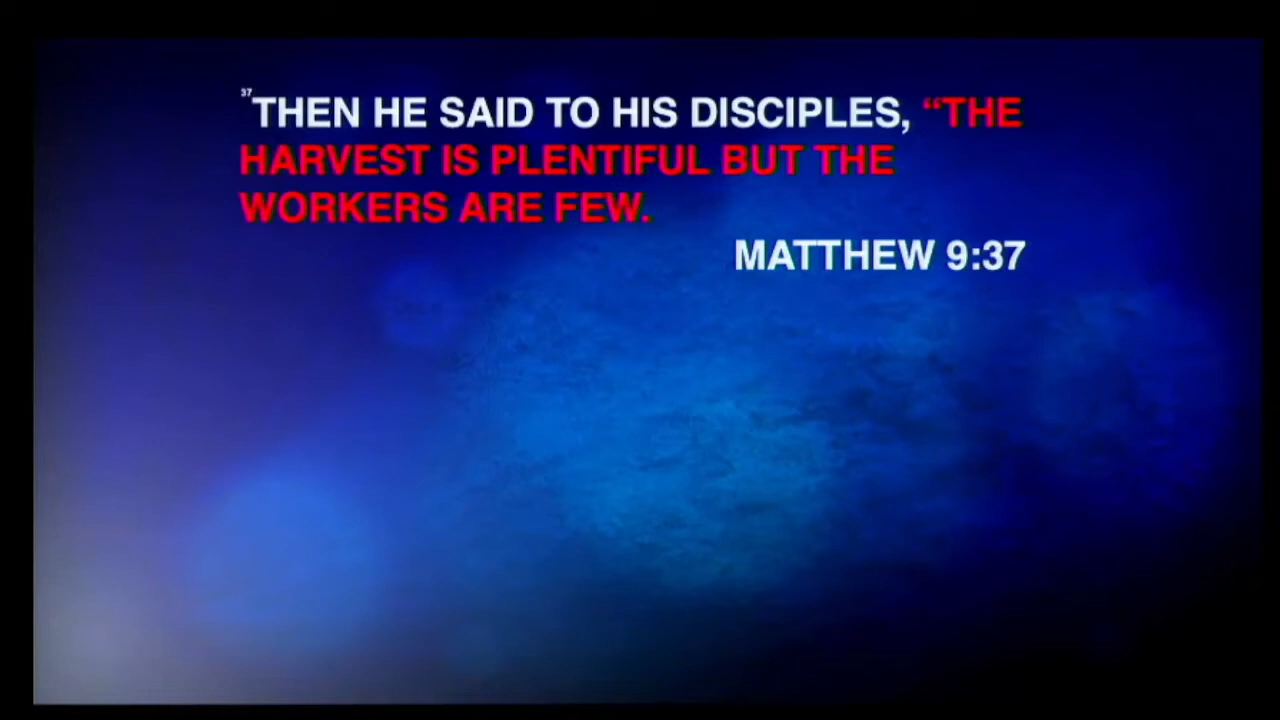 37THEN HE SAID TO HIS DISCIPLES, “THE
HARVEST IS PLENTIFUL BUT THE
WORKERS ARE FEW.
MATTHEW 9:37